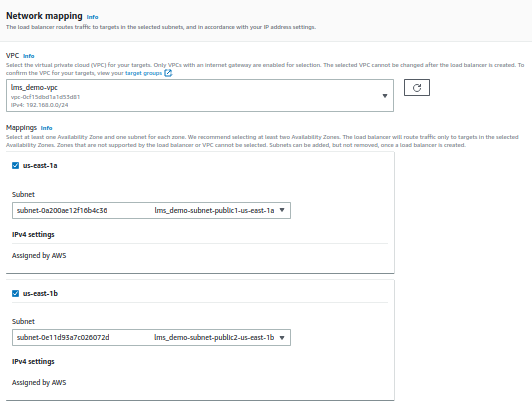 Network mapping Info
The load balancer routes traffic to targets in the selected subnets, and in accordance with your IP address settings.
VPC Info
Select the virtual private cloud (VPC) for your targets. Only VPCs with an internet gateway are enabled for selection. The selected VPC cannot be changed after the load balancer is created. To
confirm the VPC for your targets, view your target groups
lms_demo-vpc
vpc-0cf15dbd1a1d55d81
IPv4: 192.168.0.0/24
Mappings Info
Select at least one Availability Zone and one subnet for each zone. We recommend selecting at least two Availability Zones. The load balancer will route traffic only to targets in the selected
Availability Zones. Zones that are not supported by the load balancer or VPC cannot be selected. Subnets can be added, but not removed, once a load balancer is created.
us-east-1a
Subnet
subnet-0a200ae12f16b4c36 lms_demo-subnet-public1-us-east-1a
IPv4 settings
Assigned by AWS
us-east-1b
Subnet
subnet-0e11d93a7c026072d lms_demo-subnet-public2-us-east-1b
IPv4 settings
Assigned by AWS